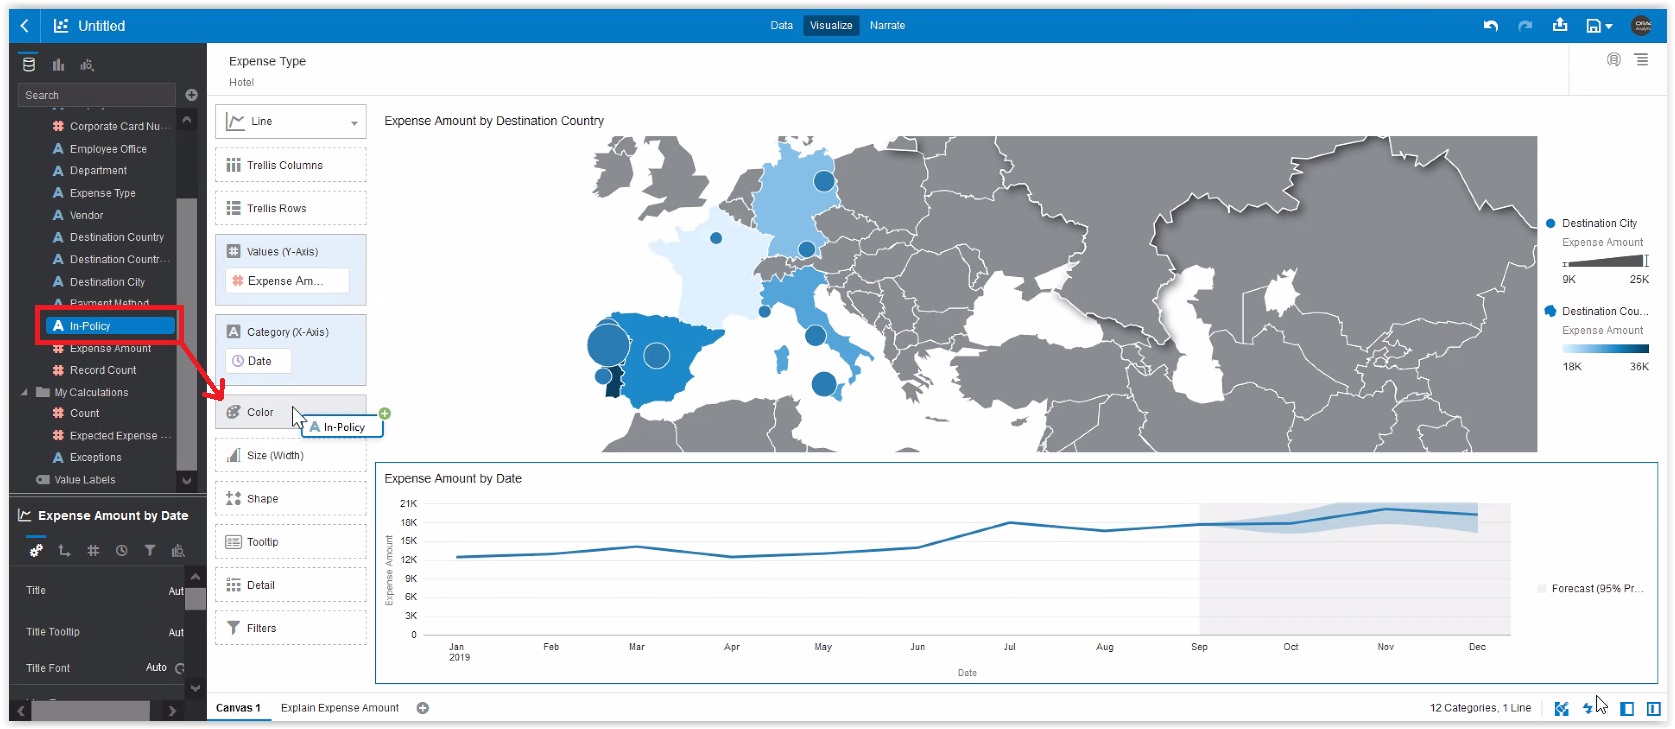 Untitled
Data Visualize Narrate
Search
Corporate Card Nu...
Employee Office
Department
Expense Type
Vendor
Destination Country
Destination Countr...
Destination City
Payment Method
In-Policy
Expense Amount
Record Count
My Calculations
Count
Expected Expense ...
Exceptions
Value Labels
Expense Amount by Date
Title Aut
Title Tooltip Aut
Title Font Auto
Expense Type
Hotel
Line
Trellis Columns
Trellis Rows
Values (Y-Axis)
Expense Am...
Category (X-Axis)
Date
Color
In-Policy
Size (Width)
Shape
Tooltip
Detail
Filters
Expense Amount by Destination Country
Destination City
Expense Amount
9K 25K
Destination Cou...
Expense Amount
18K 36K
Expense Amount by Date
Expense Amount
21K
18K
15K
12K
9K
6K
3K
0
Jan Feb Mar Apr May Jun Jul Aug Sep Oct Nov Dec
2019
Date
Forecast (95% Pr...
Canvas 1 Explain Expense Amount
12 Categories, 1 Line